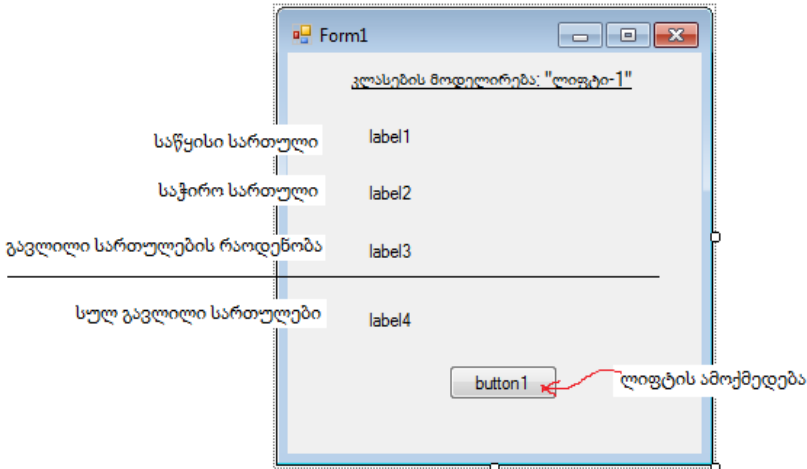 Form1
კლასების მოდელირება: "ლიფტი-1"
საწყისი სართული label1
საჭირო სართული label2
გავლილი სართულების რაოდენობა label3
სულ გავლილი სართულები label4
button1 ლიფტის ამოქმედება